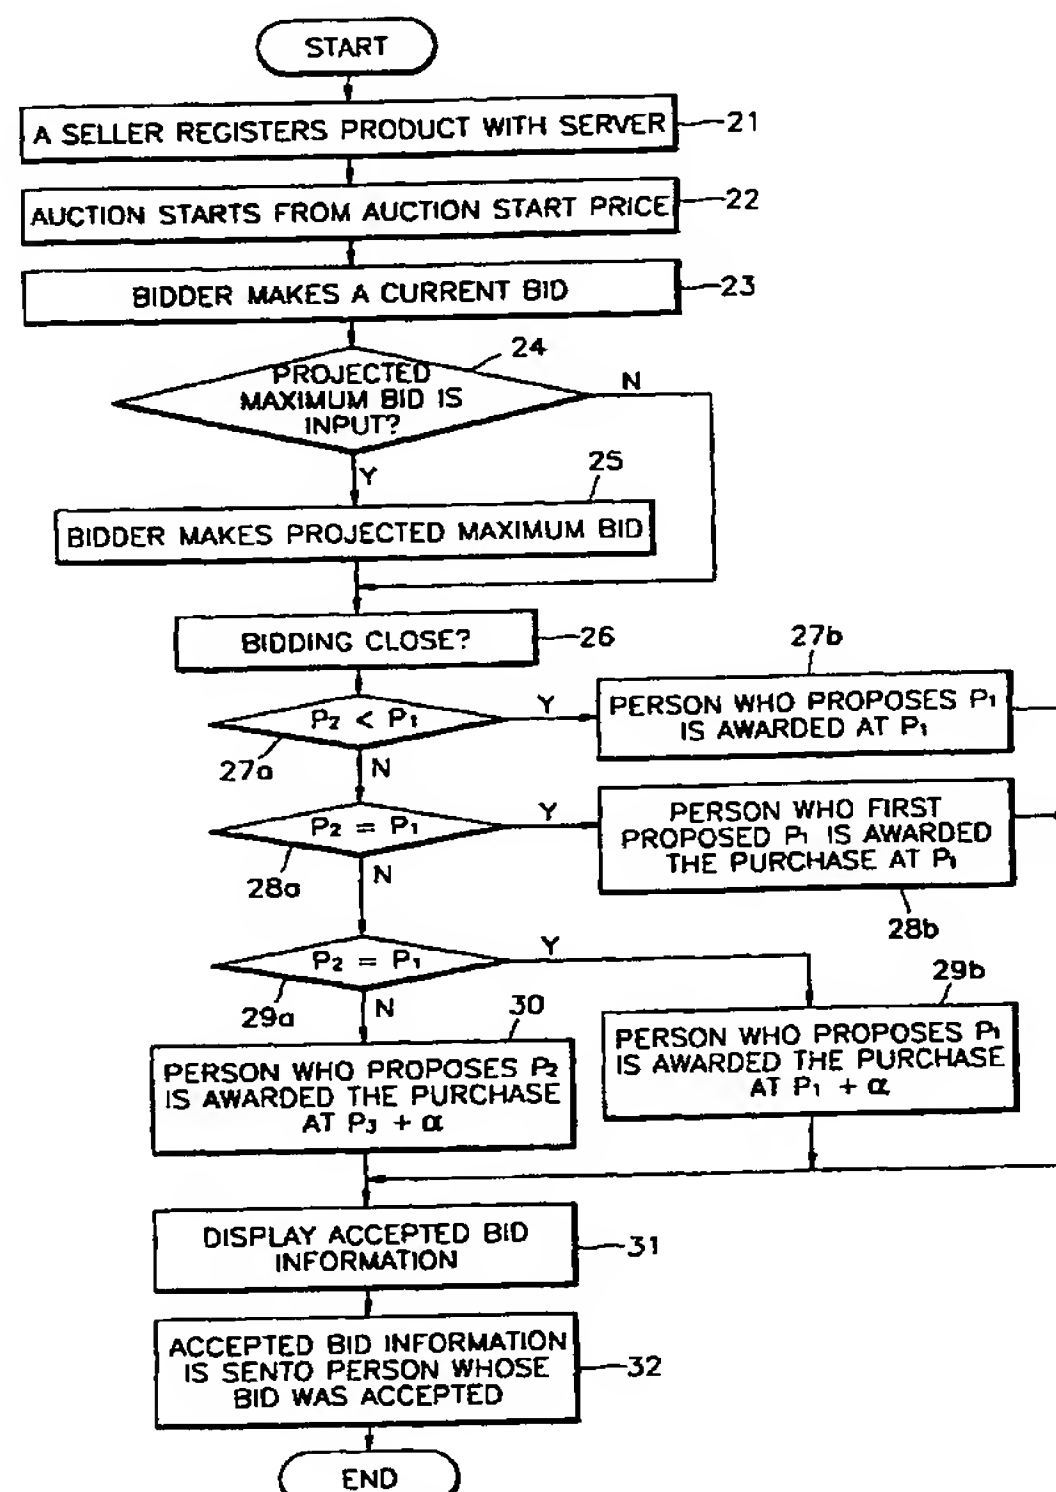 START
A SELLER REGISTERS PRODUCT WITH SERVER
21
AUCTION STARTS FROM AUCTION START PRICE
22
BIDDER MAKES A CURRENT BID
23
24
PROJECTED
MAXIMUM BID IS
INPUT?
N
Y
25
BIDDER MAKES PROJECTED MAXIMUM BID
BIDDING CLOSE?
26
27b
P2 < P1
Y
PERSON WHO PROPOSES P1
IS AWARDED AT P1
27a
N
P2 = P1
Y
PERSON WHO FIRST
PROPOSED P1 IS AWARDED
THE PURCHASE AT P1
28a
N
28b
P2 = P1
Y
29b
29a
N
30
PERSON WHO PROPOSES P1
IS AWARDED THE PURCHASE
AT P1 + α
PERSON WHO PROPOSES P2
IS AWARDED THE PURCHASE
AT P3 + α
DISPLAY ACCEPTED BID
INFORMATION
31
ACCEPTED BID INFORMATION
IS SENTO PERSON WHOSE
BID WAS ACCEPTED
32
END